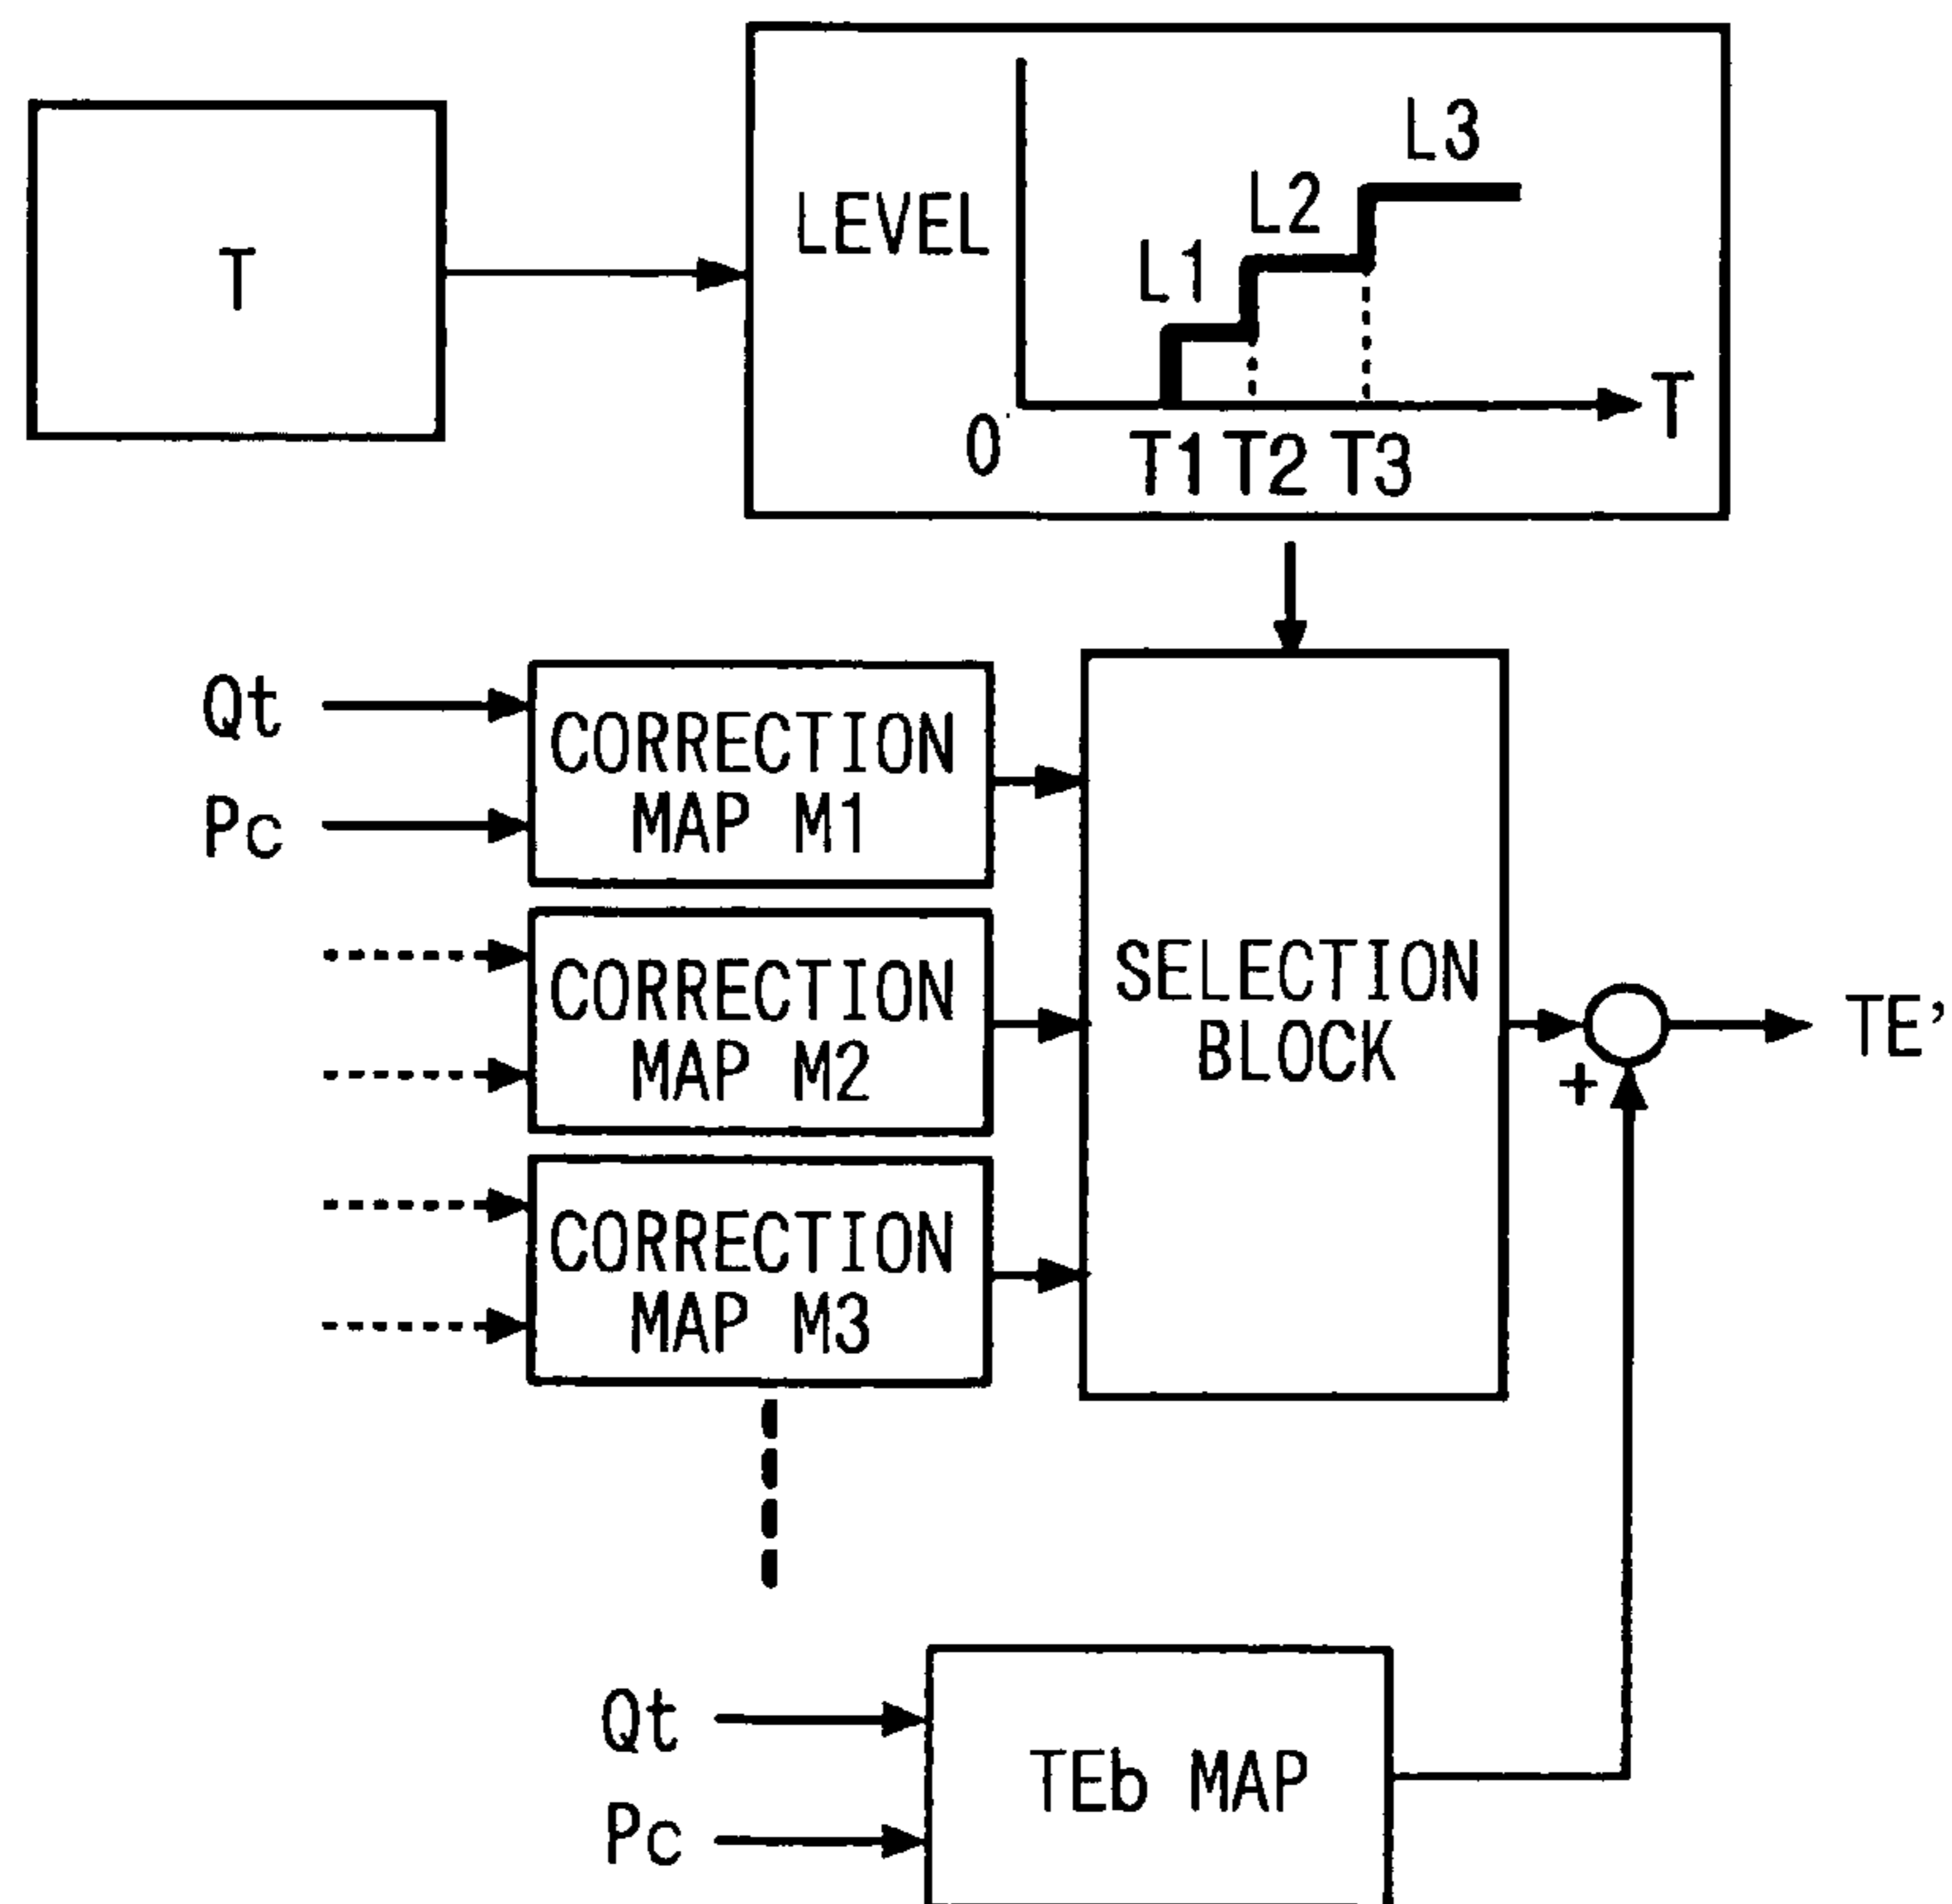 T
LEVEL
L1
L2
L3
T
0
T1 T2 T3
Qt
Pc
CORRECTION
MAP M1
CORRECTION
MAP M2
CORRECTION
MAP M3
SELECTION
BLOCK
+
TE'
Qt
Pc
TEb MAP